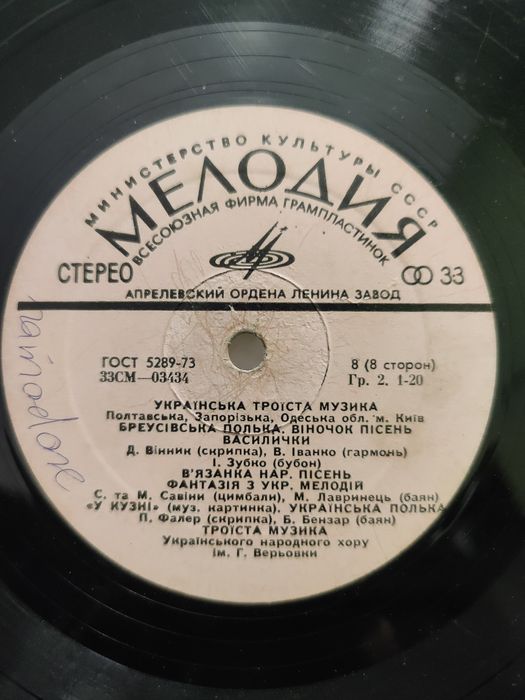 МИНИСТЕРСТВО КУЛЬТУРЫ СССР
МЕЛОДИЯ
ВСЕСОЮЗНАЯ ФИРМА ГРАМПЛАСТИНОК
СТЕРЕО 33
АПРЕЛЕВСКИЙ ОРДЕНА ЛЕНИНА ЗАВОД
ГОСТ 5289-73 8 (8 сторон)
33СМ—03434 Гр. 2. 1-20
УКРАЇНСЬКА ТРОЇСТА МУЗИКА
Полтавська, Запорізька, Одеська обл. м. Київ
БРЕУСІВСЬКА ПОЛЬКА. ВІНОЧОК ПІСЕНЬ
ВАСИЛИЧКИ
Д. Вінник (скрипка), В. Іванко (гармонь)
І. Зубко (бубон)
В'ЯЗАНКА НАР. ПІСЕНЬ
ФАНТАЗІЯ З УКР. МЕЛОДІЙ
С. та М. Савіни (цимбали), М. Лавринець (баян)
«У КУЗНІ» (муз. картинка). УКРАЇНСЬКА ПОЛЬКА
П. Фалер (скрипка), Б. Бензар (баян)
ТРОЇСТА МУЗИКА
Українського народного хору
ім. Г. Верьовки